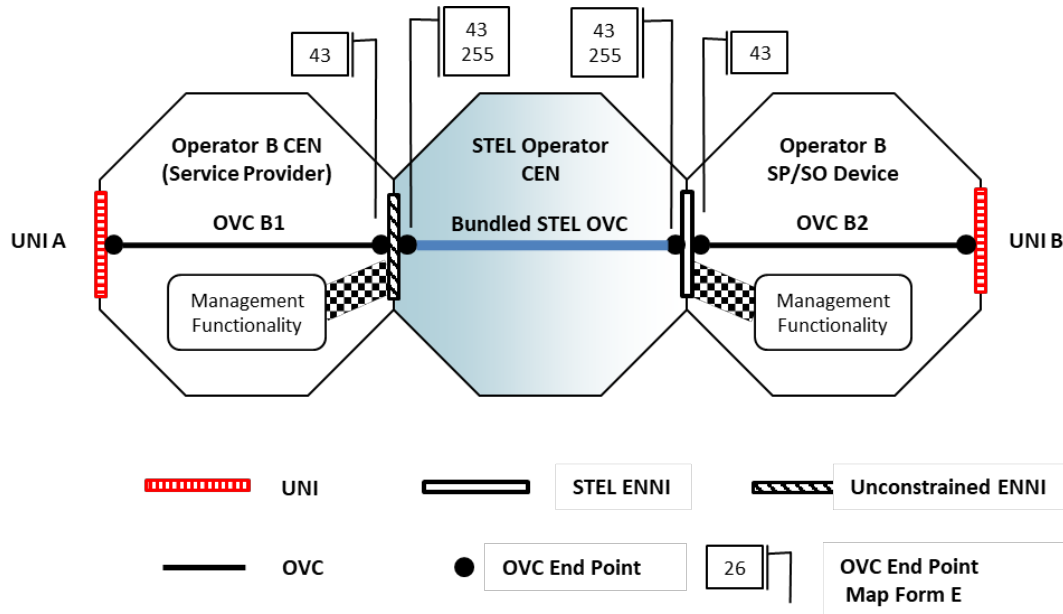 43
43
255
43
255
43
Operator B CEN
(Service Provider)
STEL Operator
CEN
Operator B
SP/SO Device
UNI A
OVC B1
Bundled STEL OVC
OVC B2
UNI B
Management
Functionality
Management
Functionality
UNI
STEL ENNI
Unconstrained ENNI
OVC
OVC End Point
26
OVC End Point
Map Form E